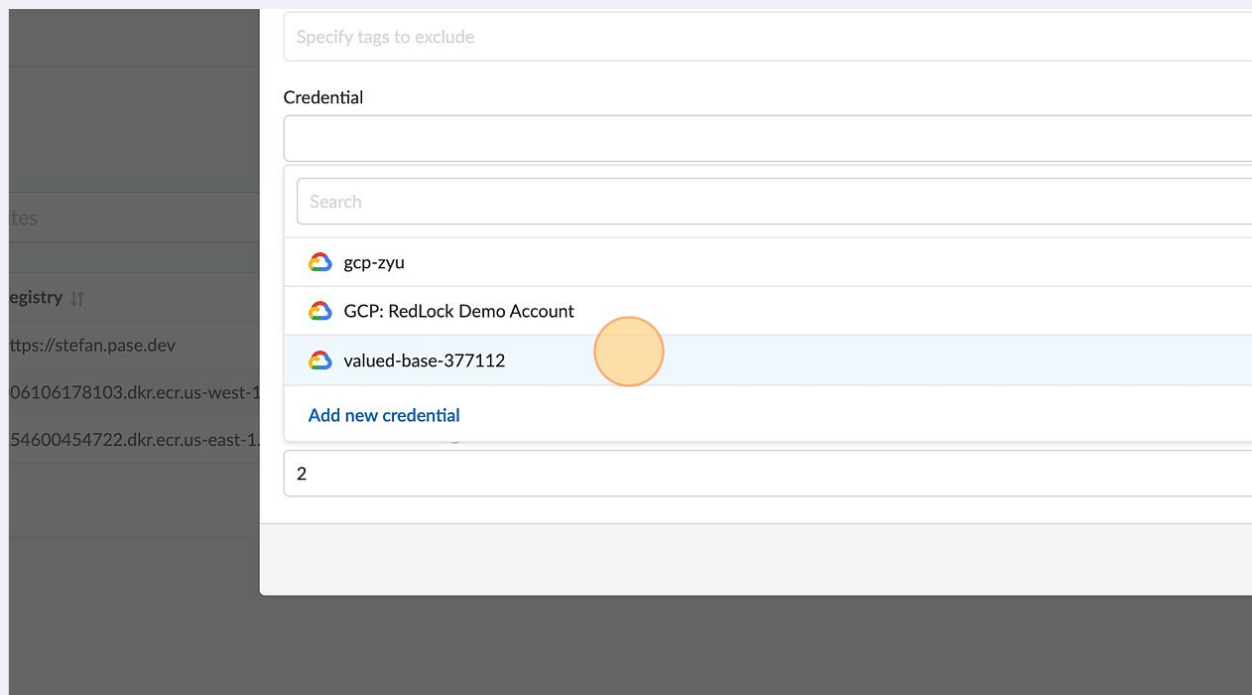 Specify tags to exclude
Credential
Search
tes
gcp-zyu
egistry
GCP: RedLock Demo Account
ttps://stefan.pase.dev
valued-base-377112
06106178103.dkr.ecr.us-west-1
Add new credential
54600454722.dkr.ecr.us-east-1.
2